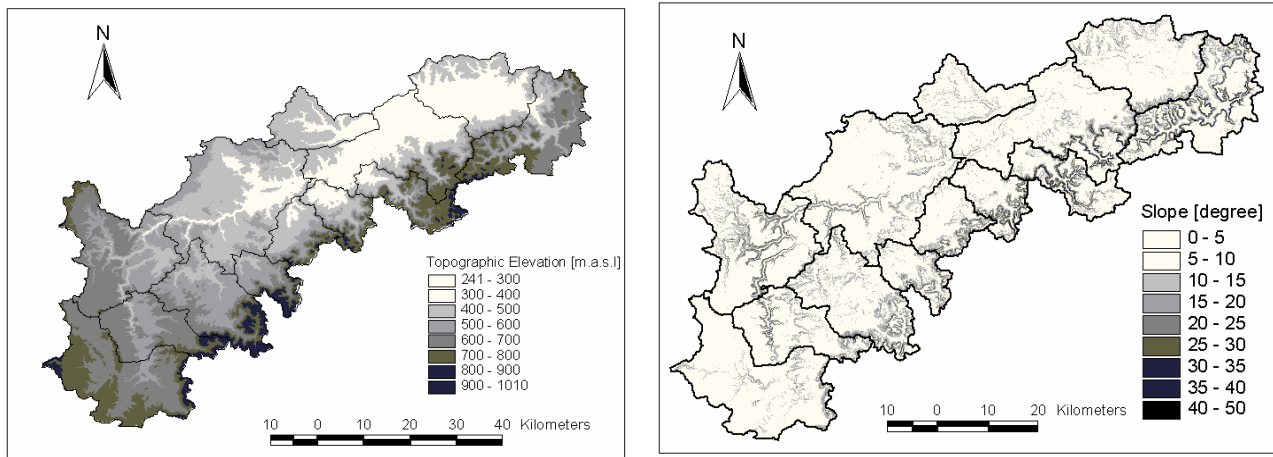 N
Topographic Elevation [m.a.s.l]
241 - 300
300 - 400
400 - 500
500 - 600
600 - 700
700 - 800
800 - 900
900 - 1010
10 0 10 20 30 40 Kilometers
N
Slope [degree]
0 - 5
5 - 10
10 - 15
15 - 20
20 - 25
25 - 30
30 - 35
35 - 40
40 - 50
10 0 10 20 Kilometers